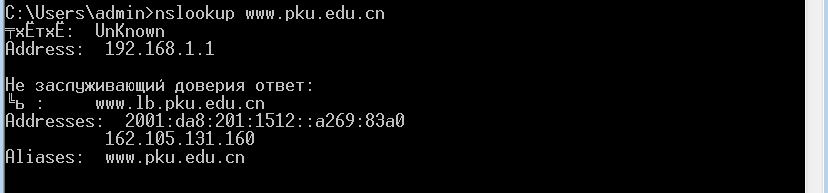 C:\Users\admin>nslookup www.pku.edu.cn
╤хЁтхЁ:  UnKnown
Address:  192.168.1.1
Не заслуживающий доверия ответ:
╚ь :     www.lb.pku.edu.cn
Addresses:  2001:da8:201:1512::a269:83a0
162.105.131.160
Aliases:  www.pku.edu.cn